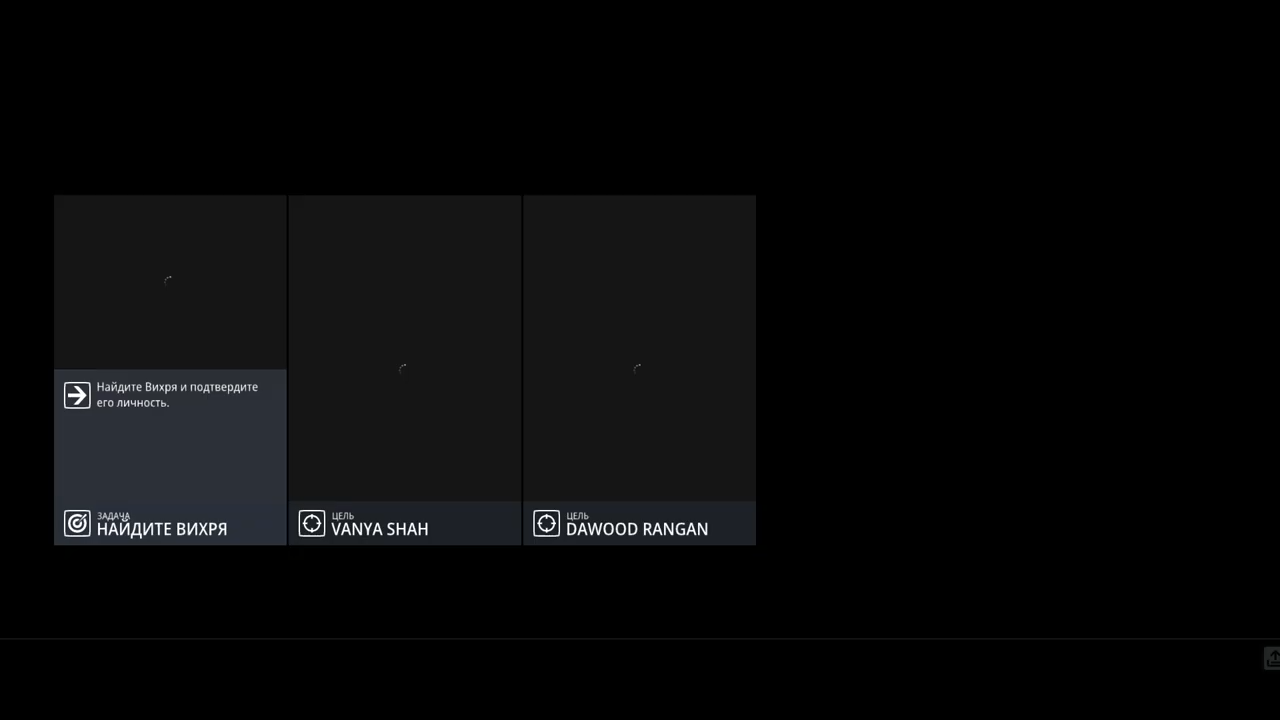 Найдите Вихря и подтвердите
его личность.
ЗАДАЧА
НАЙДИТЕ ВИХРЯ
ЦЕЛЬ
VANYA SHAH
ЦЕЛЬ
DAWOOD RANGAN